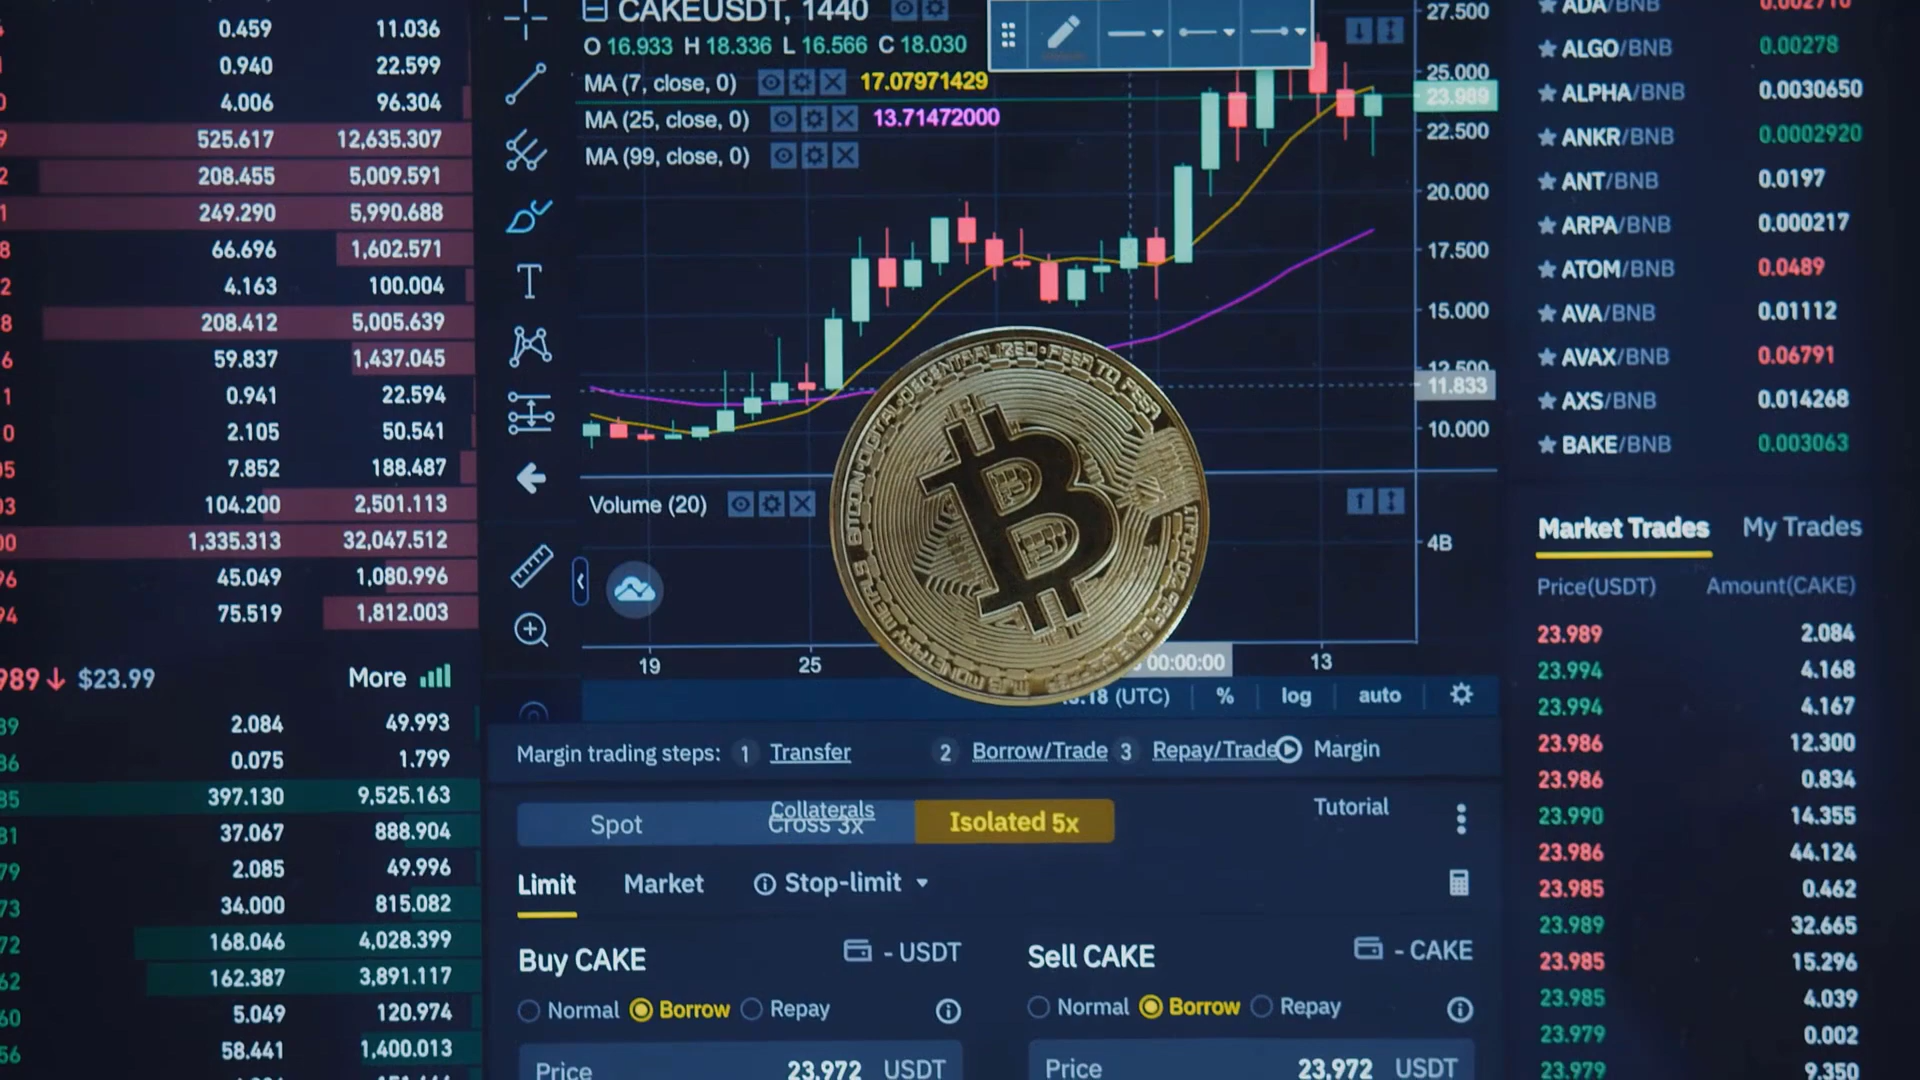 0.459 11.036
0.940 22.599
4.006 96.304
525.617 12,635.307
208.455 5,009.591
249.290 5,990.688
66.696 1,602.571
4.163 100.004
208.412 5,005.639
59.837 1,437.045
0.941 22.594
2.105 50.541
7.852 188.487
104.200 2,501.113
1,335.313 32,047.512
45.049 1,080.996
75.519 1,812.003
989↓ $23.99 More
2.084 49.993
0.075 1.799
397.130 9,525.163
37.067 888.904
2.085 49.996
34.000 815.082
168.046 4,028.399
162.387 3,891.117
5.049 120.974
58.441 1,400.013
CAKEUSDT, 1440
O 16.933 H 18.336 L 16.566 C 18.030
MA (7, close, 0) 17.07971429
MA (25, close, 0) 13.71472000
MA (99, close, 0)
27.500
25.000
23.989
22.500
20.000
17.500
15.000
12.500
11.833
10.000
Volume (20)
4B
19 25 00:00:00 13
(UTC) % log auto
BITCOIN·DIGITAL·DECENTRALIZED·PEER TO PEER
Margin trading steps: 1 Transfer 2 Borrow/Trade 3 Repay/Trade Margin
Collaterals Tutorial
Spot Cross 3x Isolated 5x
Limit Market Stop-limit
Buy CAKE - USDT
Normal Borrow Repay
Price 23.972 USDT
Sell CAKE - CAKE
Normal Borrow Repay
Price 23.972 USDT
ADA/BNB 0.002710
ALGO/BNB 0.00278
ALPHA/BNB 0.0030650
ANKR/BNB 0.0002920
ANT/BNB 0.0197
ARPA/BNB 0.000217
ATOM/BNB 0.0489
AVA/BNB 0.01112
AVAX/BNB 0.06791
AXS/BNB 0.014268
BAKE/BNB 0.003063
Market Trades My Trades
Price(USDT) Amount(CAKE)
23.989 2.084
23.994 4.168
23.994 4.167
23.986 12.300
23.986 0.834
23.990 14.355
23.986 44.124
23.985 0.462
23.989 32.665
23.985 15.296
23.985 4.039
23.979 0.002
23.979 9.350